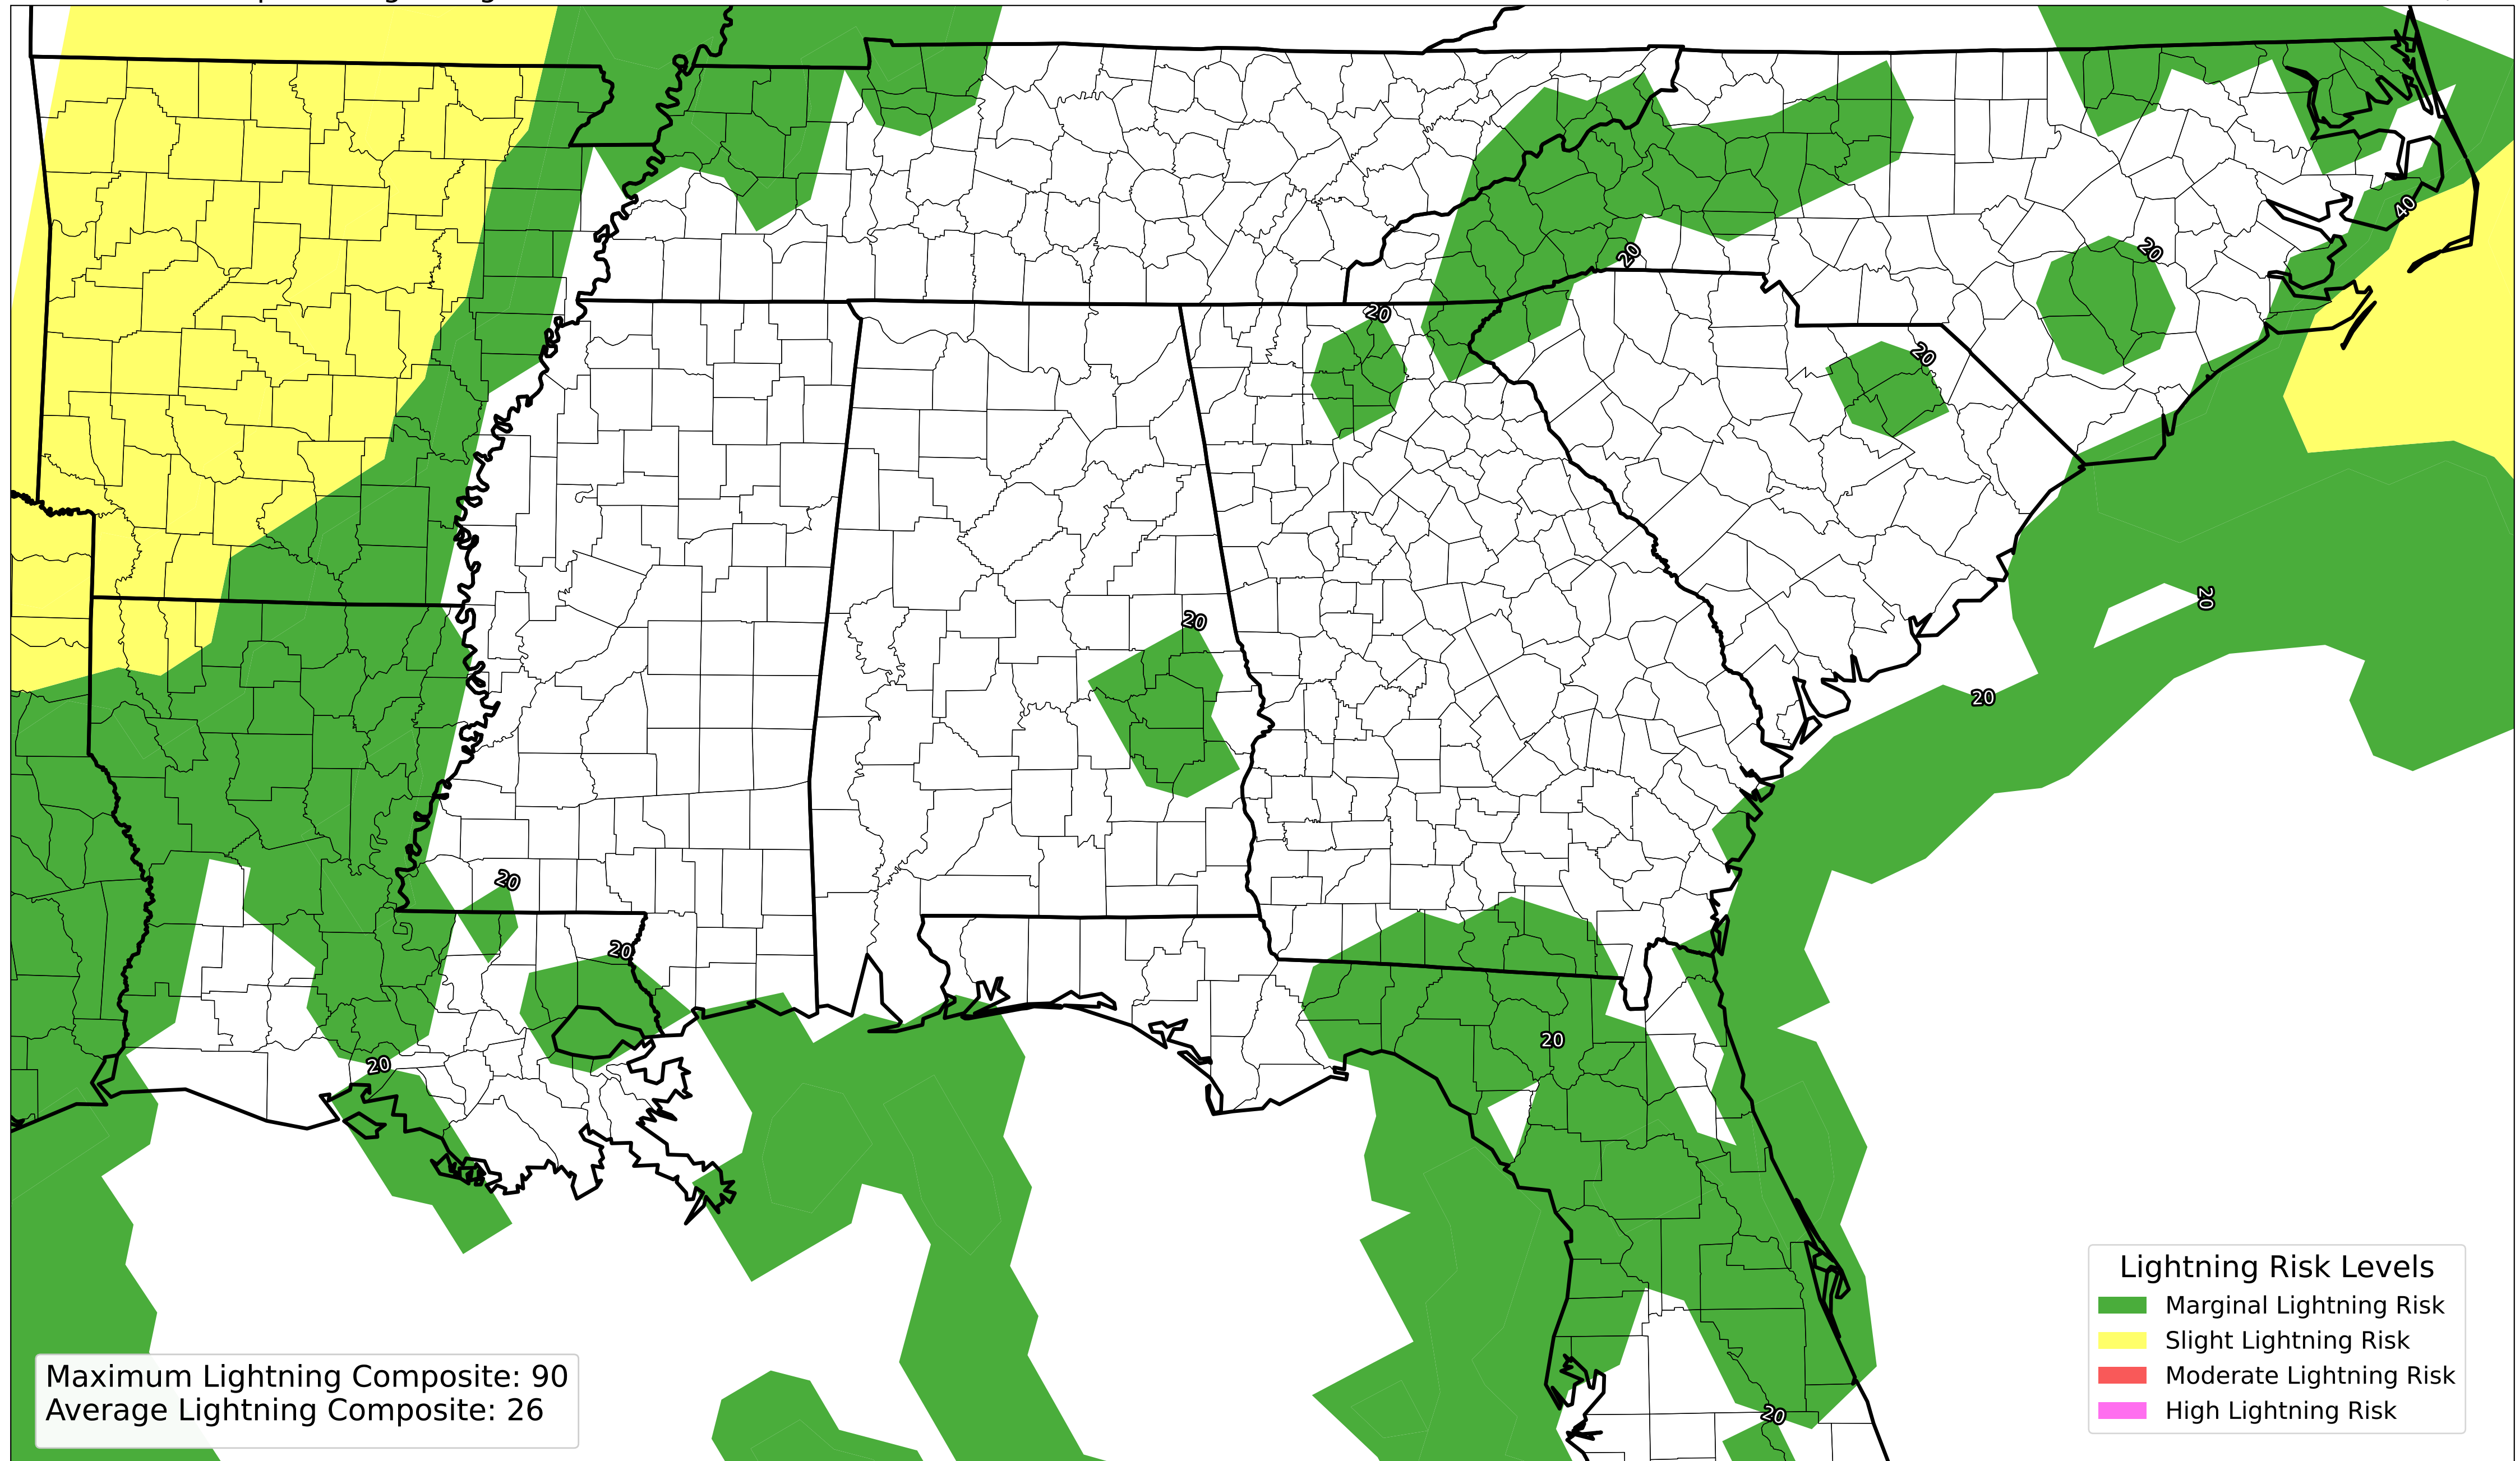 40
20
20
20
20
20
20
20
20
20
20
20
20
20
Lightning Risk Levels
Marginal Lightning Risk
Slight Lightning Risk
Moderate Lightning Risk
High Lightning Risk
Maximum Lightning Composite: 90
Average Lightning Composite: 26